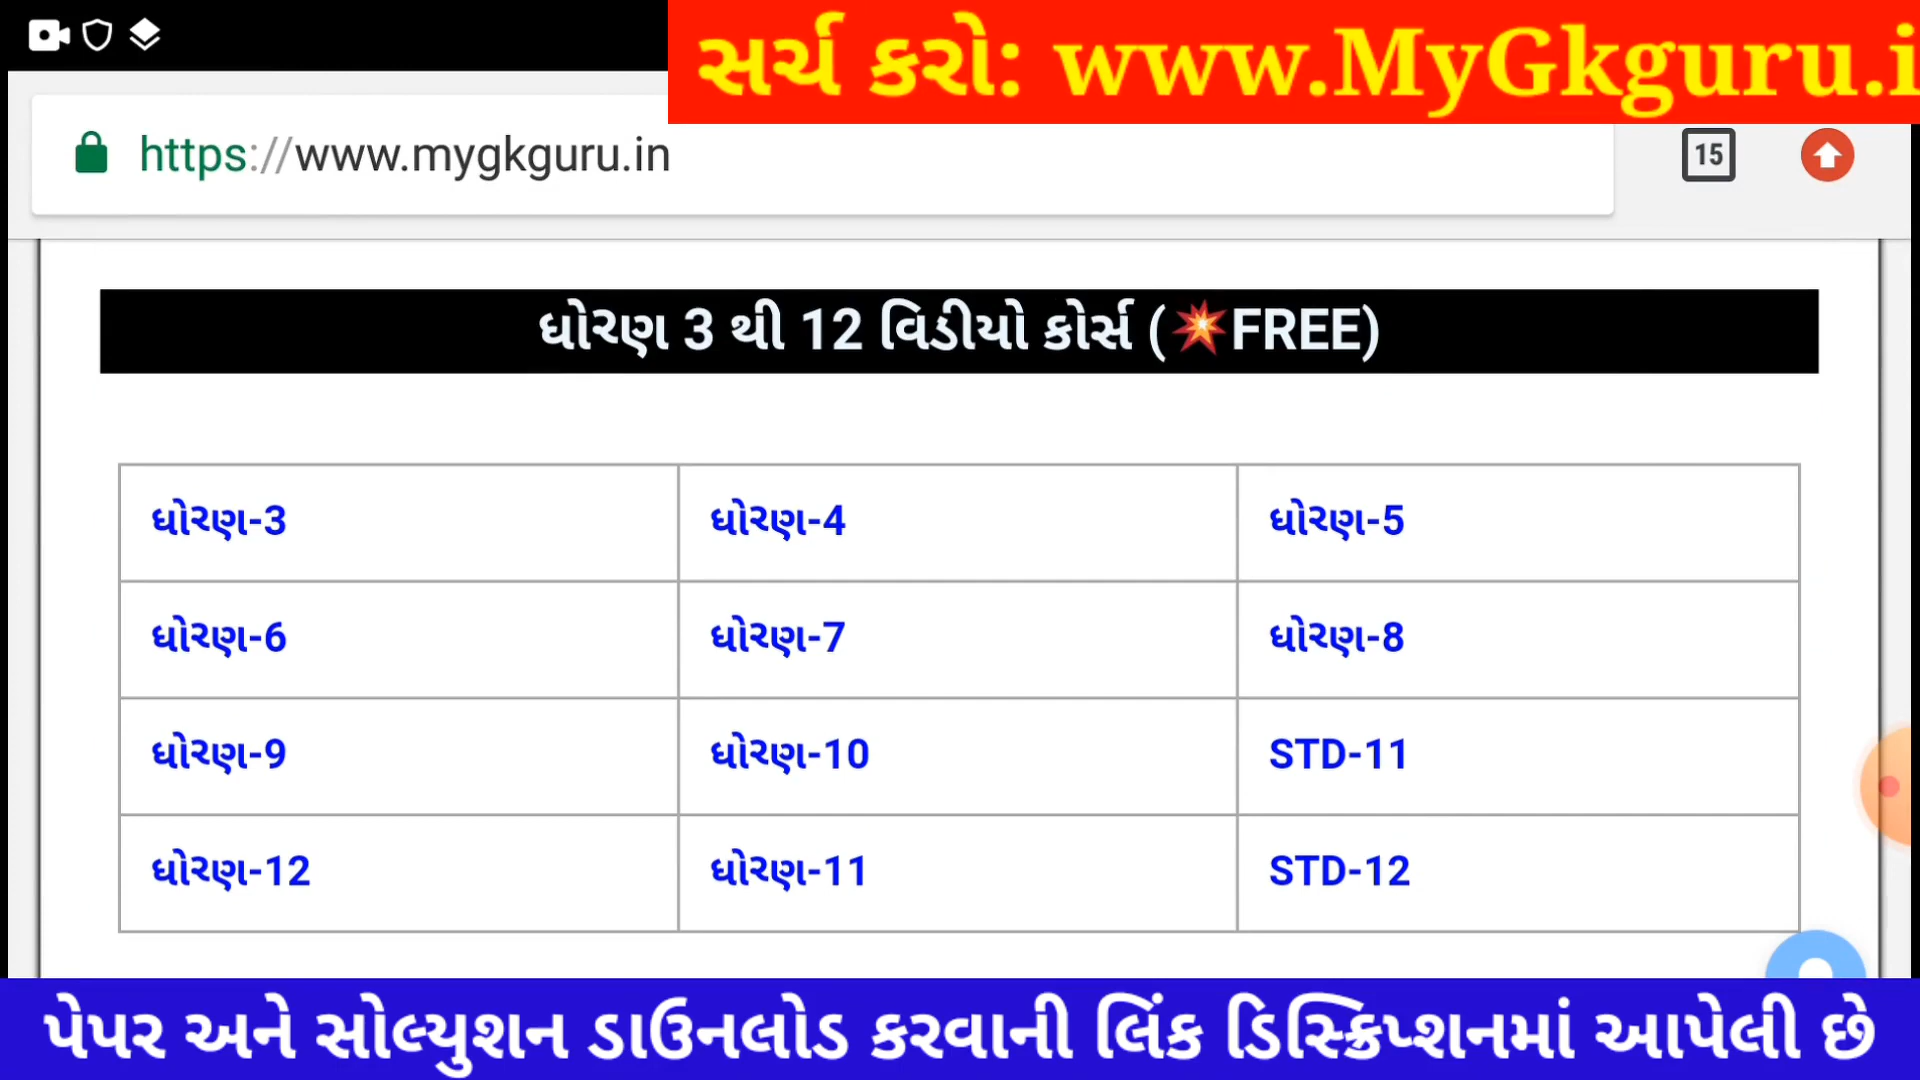 સર્ચ કરો: www.MyGkguru.i
https://www.mygkguru.in
15
ધોરણ 3 થી 12 વિડીયો કોર્સ (💥FREE)
ધોરણ-3 ધોરણ-4 ધોરણ-5
ધોરણ-6 ધોરણ-7 ધોરણ-8
ધોરણ-9 ધોરણ-10 STD-11
ધોરણ-12 ધોરણ-11 STD-12
પેપર અને સોલ્યુશન ડાઉનલોડ કરવાની લિંક ડિસ્ક્રિપ્શનમાં આપેલી છે